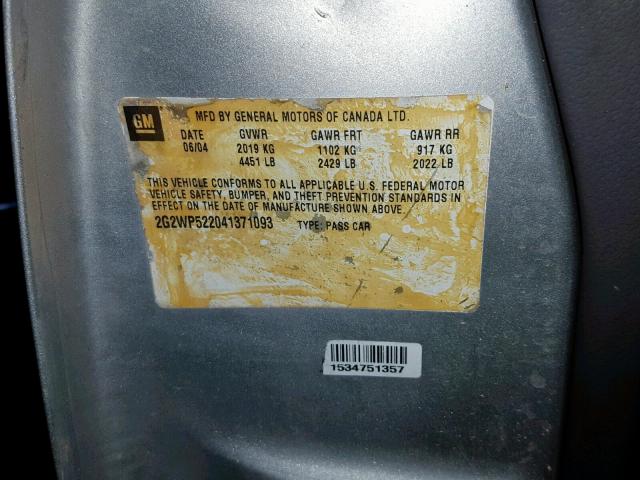 GM
MFD BY GENERAL MOTORS OF CANADA LTD.
DATE GVWR GAWR FRT GAWR RR
06/04 2019 KG 1102 KG 917 KG
4451 LB 2429 LB 2022 LB
THIS VEHICLE CONFORMS TO ALL APPLICABLE U.S. FEDERAL MOTOR
VEHICLE SAFETY, BUMPER, AND THEFT PREVENTION STANDARDS IN
EFFECT ON THE DATE OF MANUFACTURE SHOWN ABOVE.
2G2WP522041371093 TYPE: PASS CAR
1534751357